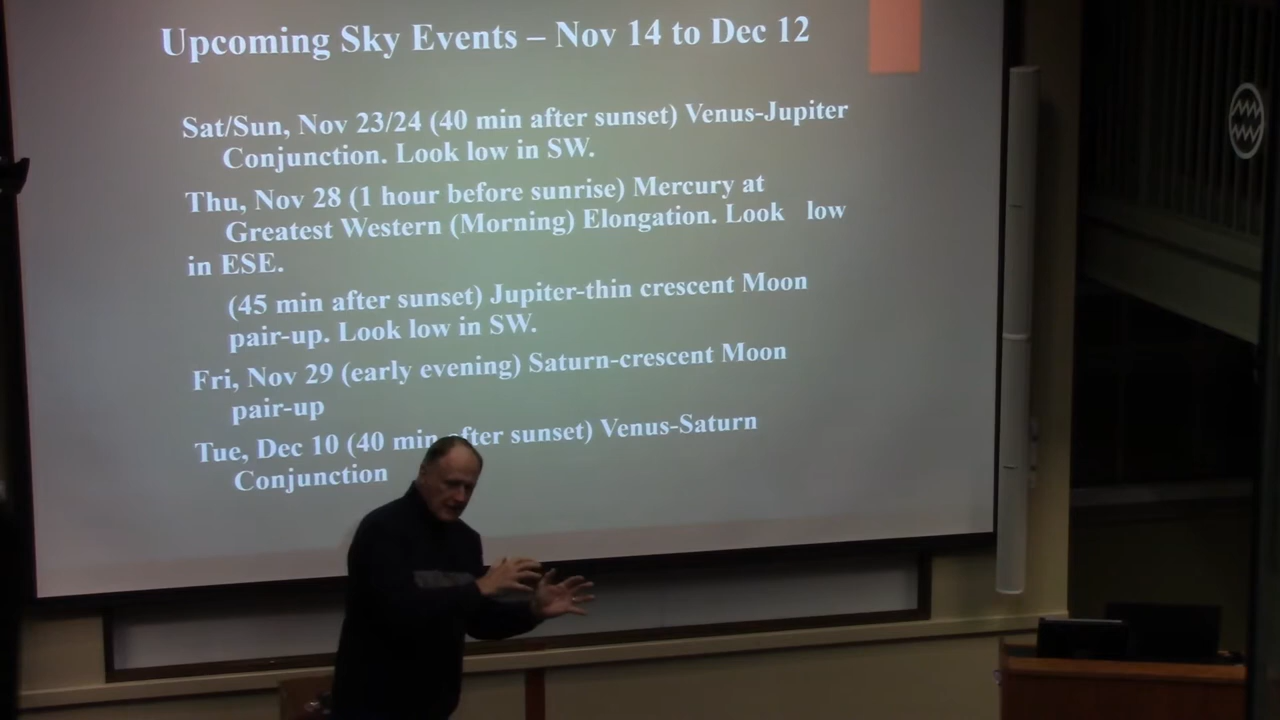 Upcoming Sky Events – Nov 14 to Dec 12
Sat/Sun, Nov 23/24 (40 min after sunset) Venus-Jupiter
Conjunction. Look low in SW.
Thu, Nov 28 (1 hour before sunrise) Mercury at
Greatest Western (Morning) Elongation. Look low
in ESE.
(45 min after sunset) Jupiter-thin crescent Moon
pair-up. Look low in SW.
Fri, Nov 29 (early evening) Saturn-crescent Moon
pair-up
Tue, Dec 10 (40 min after sunset) Venus-Saturn
Conjunction